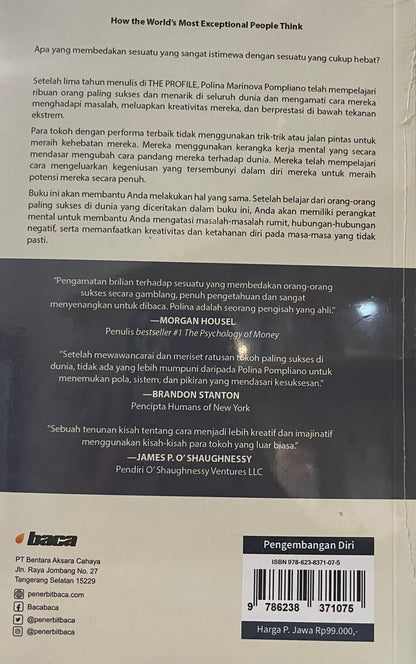 How the World's Most Exceptional People Think
Apa yang membedakan sesuatu yang sangat istimewa dengan sesuatu yang cukup hebat?
Setelah lima tahun menulis di THE PROFILE, Polina Marinova Pompliano telah mempelajari
ribuan orang paling sukses dan menarik di seluruh dunia dan mengamati cara mereka
menghadapi masalah, meluapkan kreativitas mereka, dan berprestasi di bawah tekanan
ekstrem.
Para tokoh dengan performa terbaik tidak menggunakan trik-trik atau jalan pintas untuk
meraih kehebatan mereka. Mereka menggunakan kerangka kerja mental yang secara
mendasar mengubah cara pandang mereka terhadap dunia. Mereka telah mempelajari
cara mengeluarkan kegeniusan yang tersembunyi dalam diri mereka untuk meraih
potensi mereka secara penuh.
Buku ini akan membantu Anda melakukan hal yang sama. Setelah belajar dari orang-orang
paling sukses di dunia yang diceritakan dalam buku ini, Anda akan memiliki perangkat
mental untuk membantu Anda mengatasi masalah-masalah rumit, hubungan-hubungan
negatif, serta memanfaatkan kreativitas dan ketahanan diri pada masa-masa yang tidak
pasti.
"Pengamatan brilian terhadap sesuatu yang membedakan orang-orang
sukses secara gamblang, penuh pengetahuan dan sangat
menyenangkan untuk dibaca. Polina adalah seorang pengisah yang ahli."
—MORGAN HOUSEL
Penulis bestseller #1 The Psychology of Money
"Setelah mewawancarai dan meriset ratusan tokoh paling sukses di
dunia, tidak ada yang lebih mumpuni daripada Polina Pompliano untuk
menemukan pola, sistem, dan pikiran yang mendasari kesuksesan."
—BRANDON STANTON
Pencipta Humans of New York
"Sebuah tenunan kisah tentang cara menjadi lebih kreatif dan imajinatif
menggunakan kisah-kisah para tokoh yang luar biasa."
—JAMES P. O'SHAUGHNESSY
Pendiri O'Shaughnessy Ventures LLC
baca
PT Bentara Aksara Cahaya
Jln. Raya Jombang No. 27
Tangerang Selatan 15229
penerbitbaca.com
Bacabaca
@penerbitbaca
@penerbitbaca
Pengembangan Diri
ISBN 978-623-8371-07-5
9 786238 371075
Harga P. Jawa Rp99.000,-